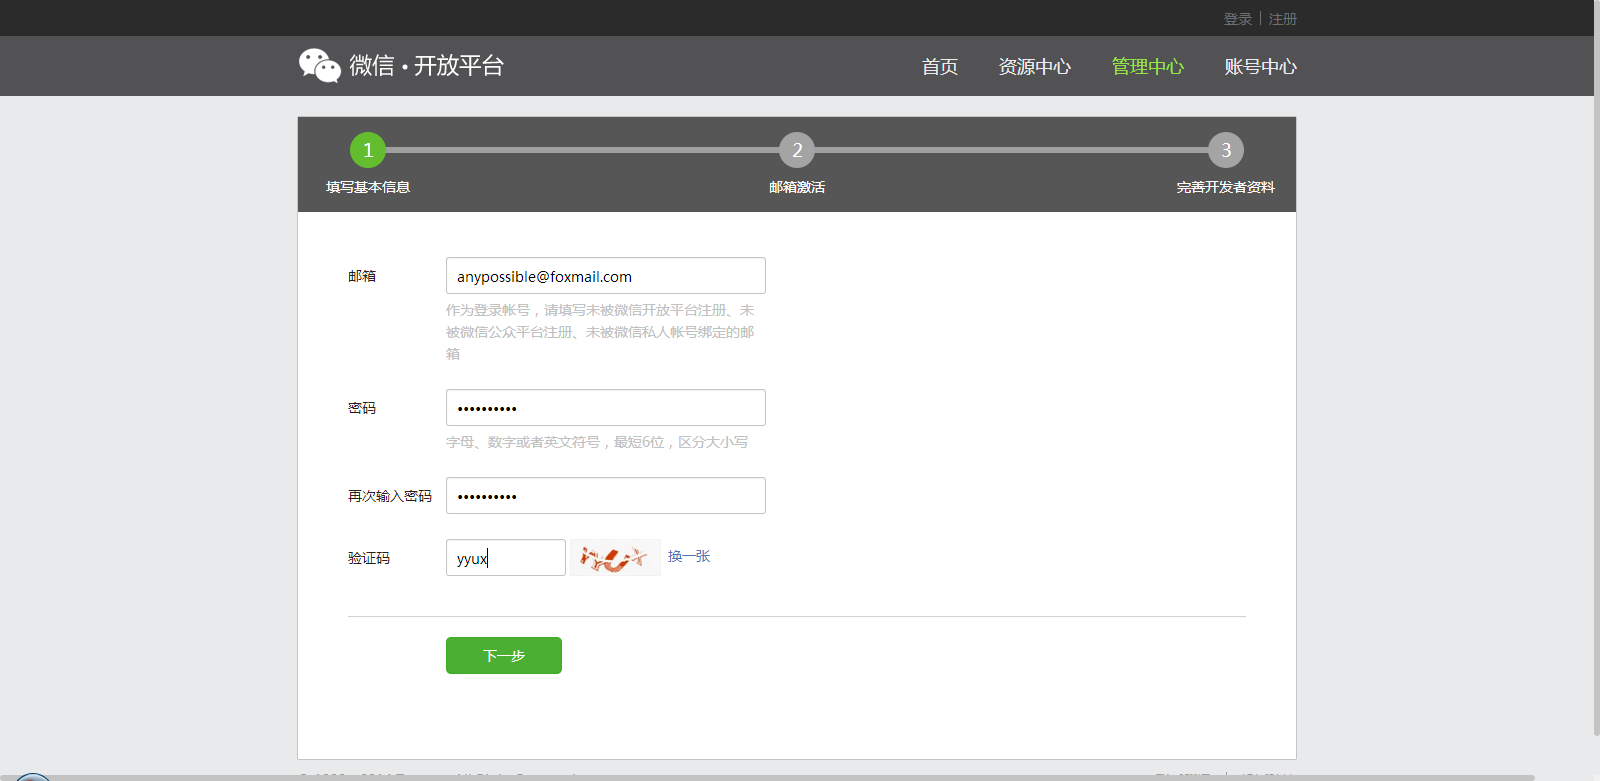 登录 | 注册
微信·开放平台 首页 资源中心 管理中心 账号中心
1 2 3
填写基本信息 邮箱激活 完善开发者资料
邮箱 anypossible@foxmail.com
作为登录帐号，请填写未被微信开放平台注册、未
被微信公众平台注册、未被微信私人帐号绑定的邮
箱
密码 ••••••••••
字母、数字或者英文符号，最短6位，区分大小写
再次输入密码 ••••••••••
验证码 yyux YYUX 换一张
下一步